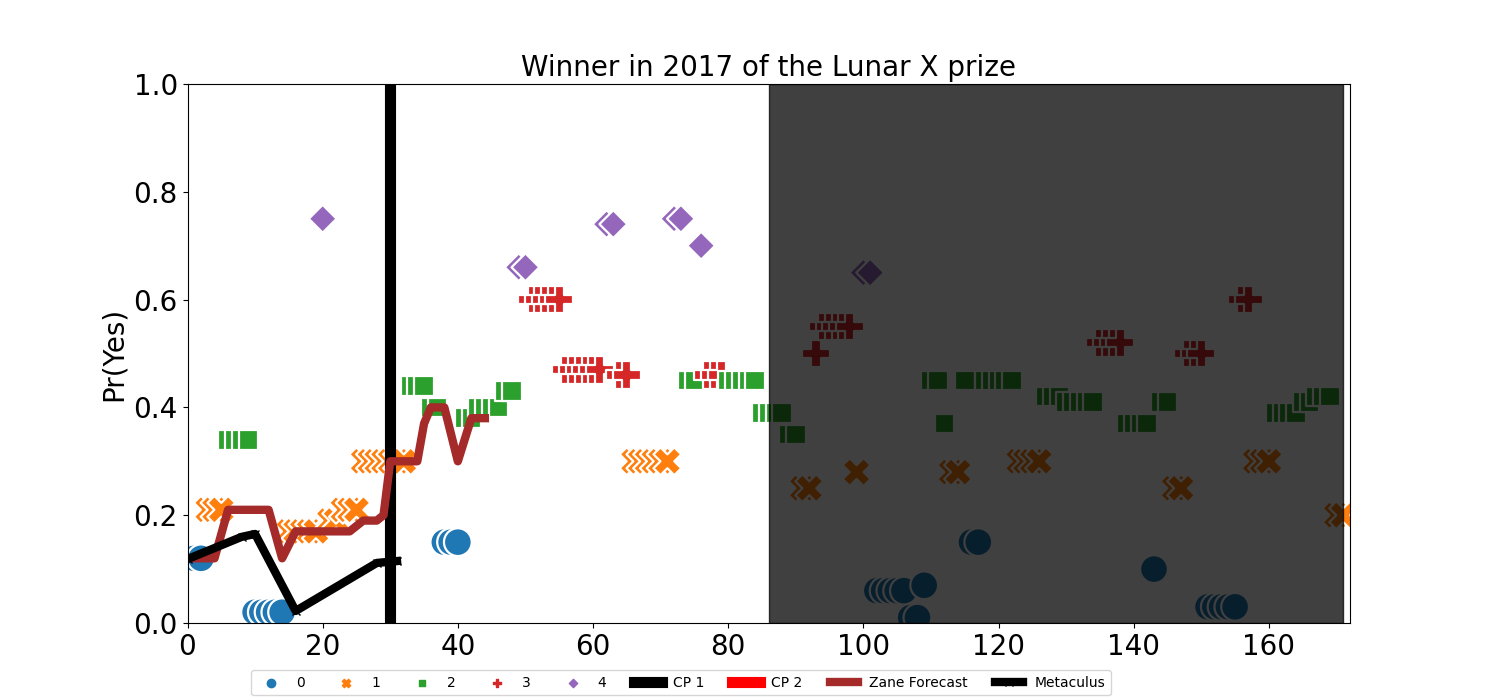 Winner in 2017 of the Lunar X prize
1.0
0.8
0.6
0.4
0.2
0.0
Pr(Yes)
0 20 40 60 80 100 120 140 160
0 1 2 3 4 CP 1 CP 2 Zane Forecast Metaculus